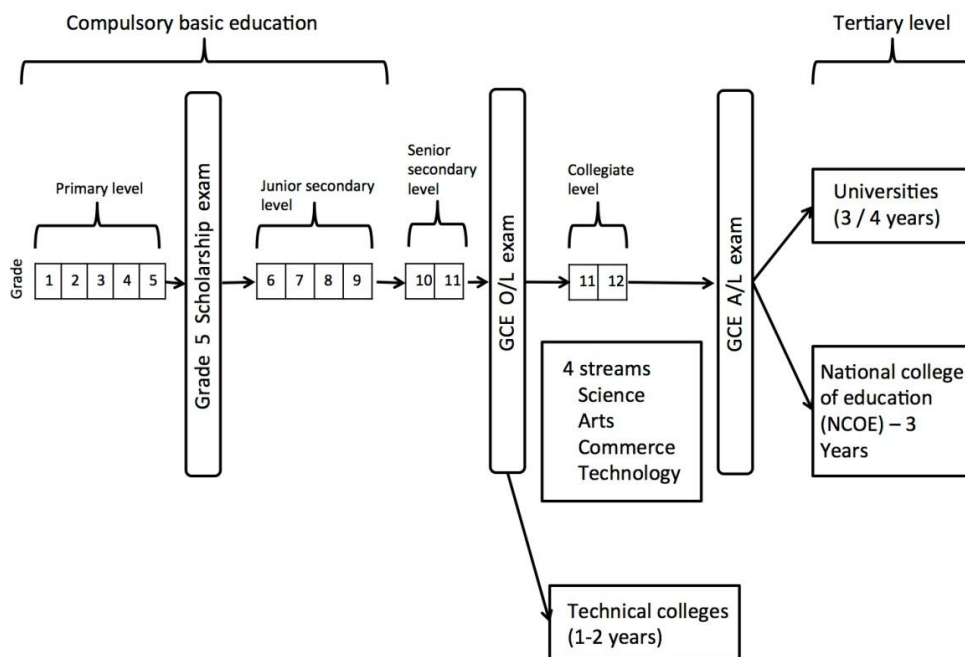 Compulsory basic education
Tertiary level
Primary level
Grade
1 2 3 4 5
Grade 5 Scholarship exam
Junior secondary
level
6 7 8 9
Senior
secondary
level
10 11
GCE O/L exam
Collegiate
level
11 12
4 streams
Science
Arts
Commerce
Technology
GCE A/L exam
Universities
(3 / 4 years)
National college
of education
(NCOE) – 3
Years
Technical colleges
(1-2 years)